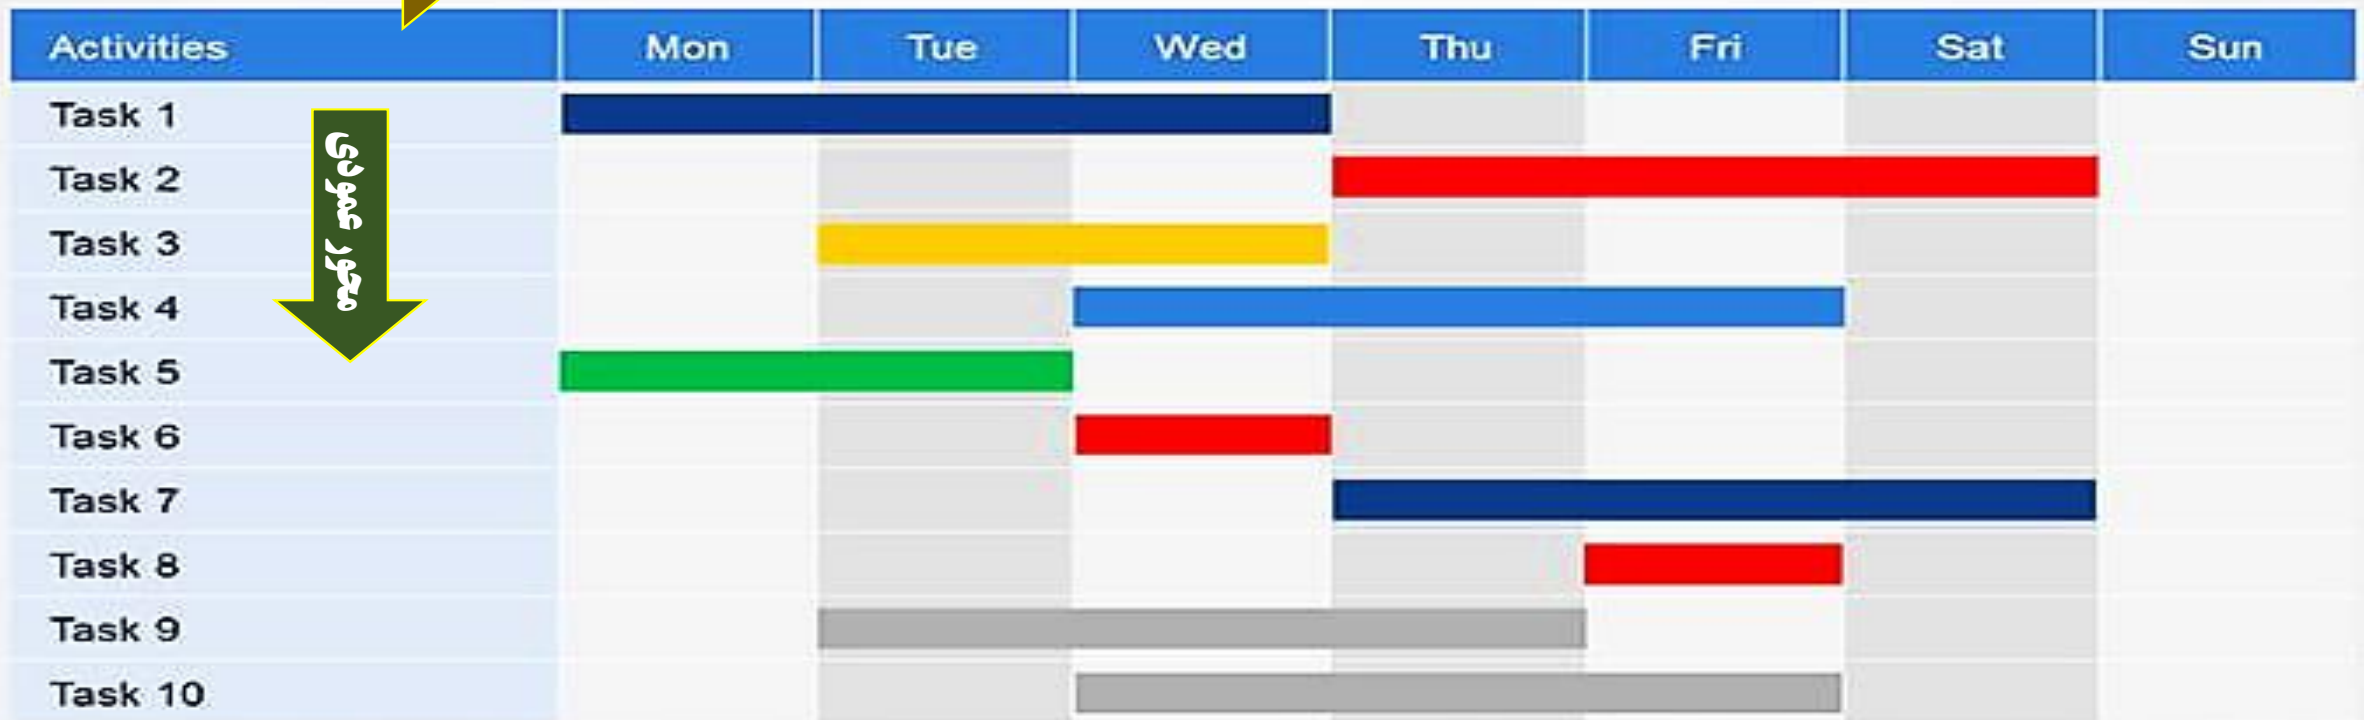 Activities Mon Tue Wed Thu Fri Sat Sun
Task 1
محور عمودی
Task 2
Task 3
Task 4
Task 5
Task 6
Task 7
Task 8
Task 9
Task 10